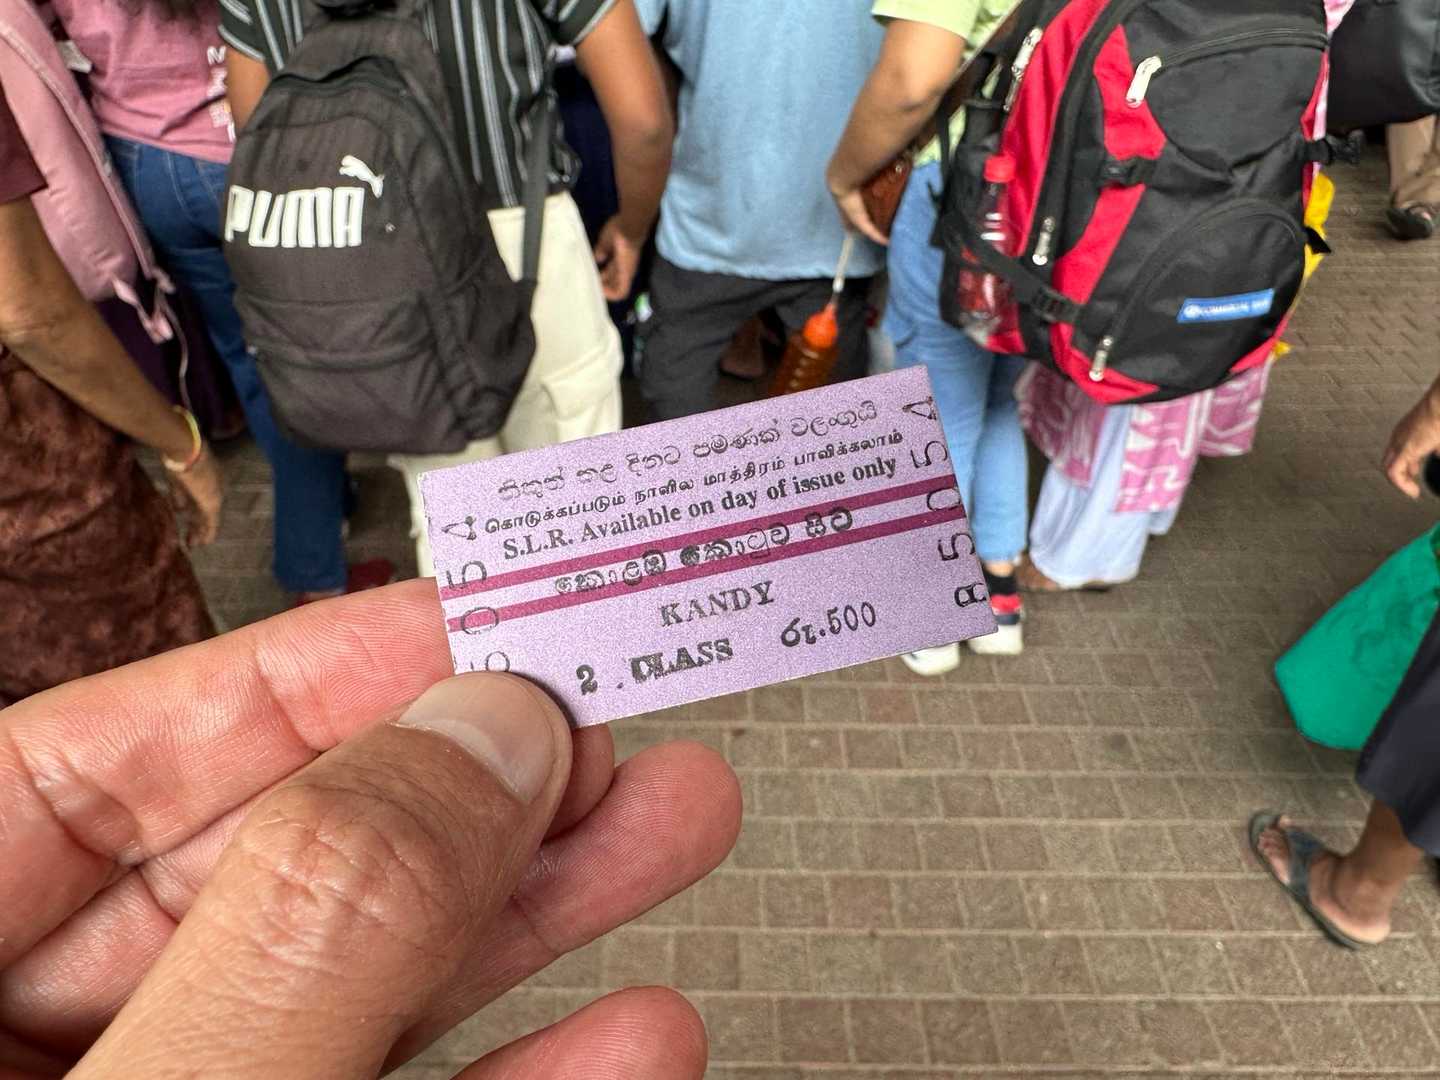 PUMA
නිකුත් කළ දිනට පමණක් වලංගුයි
கொடுக்கப்படும் நாளில மாத்திரம் பாவிக்கலாம்
S.L.R. Available on day of issue only
කොළඹ කොටුව සිට
KANDY
2 . CLASS රු.500
A 5054